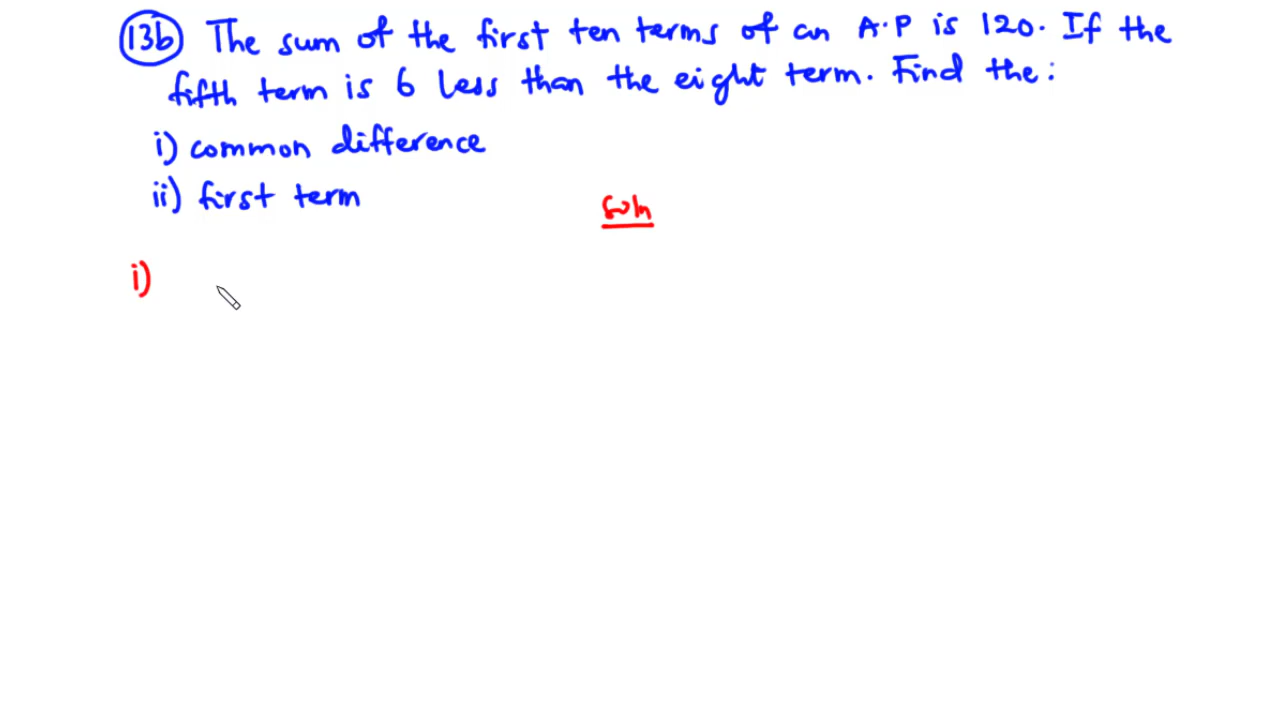 13b The sum of the first ten terms of an A.P is 120. If the
fifth term is 6 less than the eight term. Find the:
i) common difference
ii) first term
soln
i)